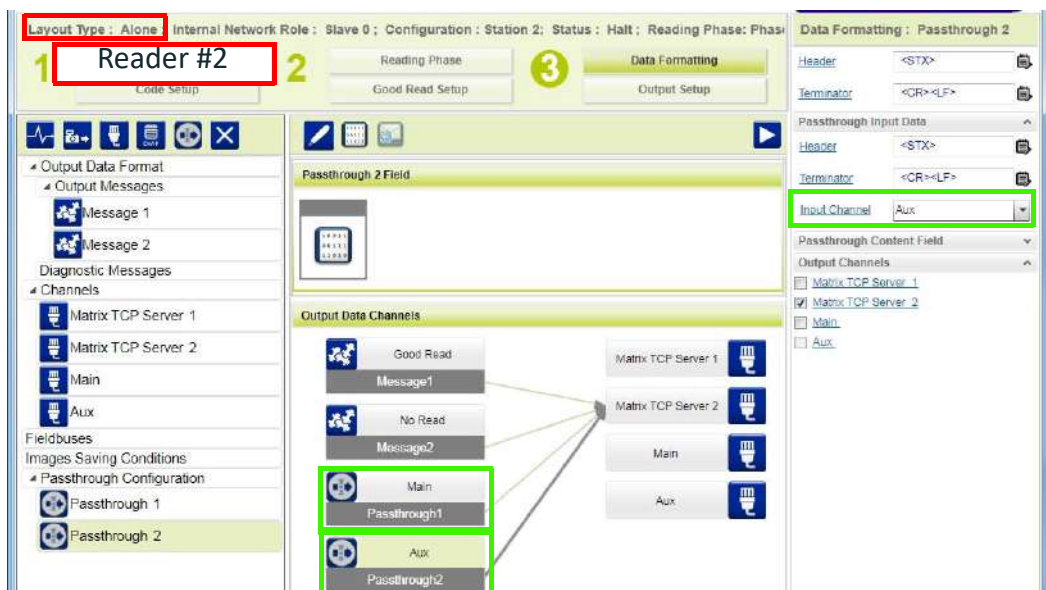 Layout Type : Alone ; Internal Network Role : Slave 0 ; Configuration : Station 2; Status : Halt ; Reading Phase: Phas
1 Reader #2
Code Setup
2 Reading Phase
Good Read Setup
3 Data Formatting
Output Setup
Output Data Format
Output Messages
Message 1
Message 2
Diagnostic Messages
Channels
Matrix TCP Server 1
Matrix TCP Server 2
Main
Aux
Fieldbuses
Images Saving Conditions
Passthrough Configuration
Passthrough 1
Passthrough 2
Passthrough 2 Field
Output Data Channels
Good Read
Message1
No Read
Message2
Main
Passthrough1
Aux
Passthrough2
Matrix TCP Server 1
Matrix TCP Server 2
Main
Aux
Data Formatting : Passthrough 2
Header <STX>
Terminator <CR><LF>
Passthrough Input Data
Header <STX>
Terminator <CR><LF>
Input Channel Aux
Passthrough Content Field
Output Channels
Matrix TCP Server 1
Matrix TCP Server 2
Main
Aux